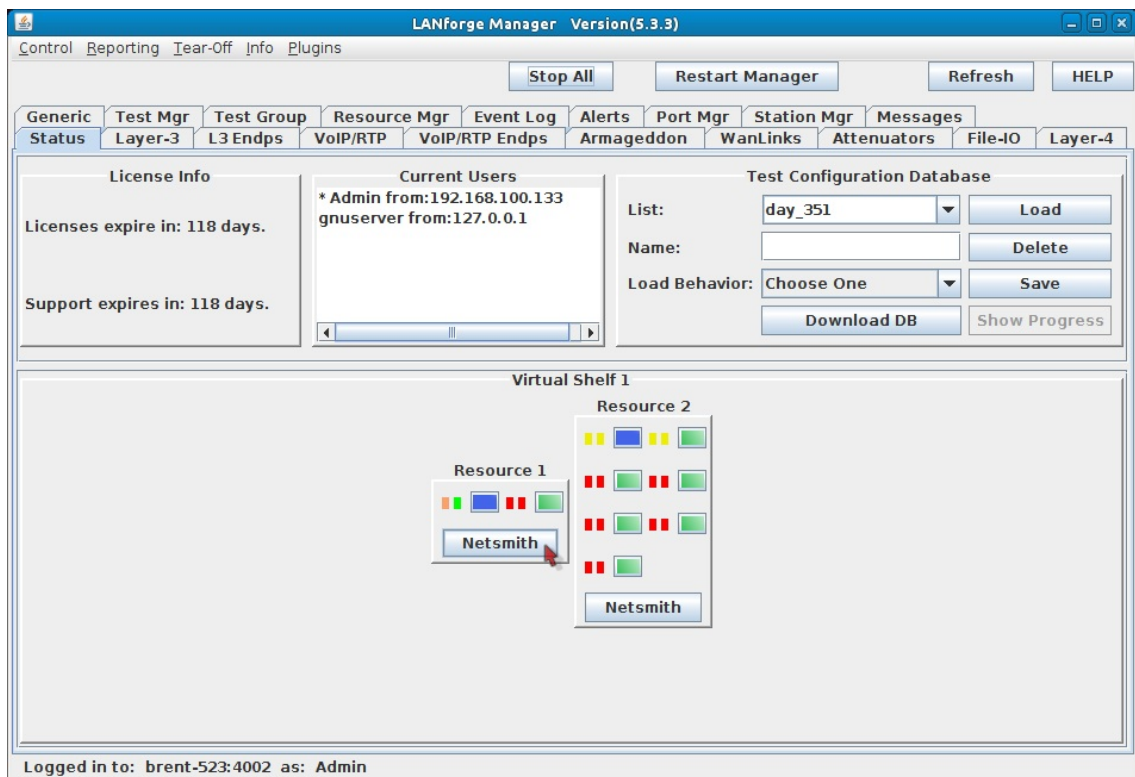 LANforge Manager Version(5.3.3)
Control Reporting Tear-Off Info Plugins
Stop All Restart Manager Refresh HELP
Generic Test Mgr Test Group Resource Mgr Event Log Alerts Port Mgr Station Mgr Messages
Status Layer-3 L3 Endps VoIP/RTP VoIP/RTP Endps Armageddon WanLinks Attenuators File-IO Layer-4
License Info
Licenses expire in: 118 days.
Support expires in: 118 days.
Current Users
* Admin from:192.168.100.133
gnuserver from:127.0.0.1
Test Configuration Database
List: day_351 Load
Name: Delete
Load Behavior: Choose One Save
Download DB Show Progress
Virtual Shelf 1
Resource 1
Netsmith
Resource 2
Netsmith
Logged in to: brent-523:4002 as: Admin